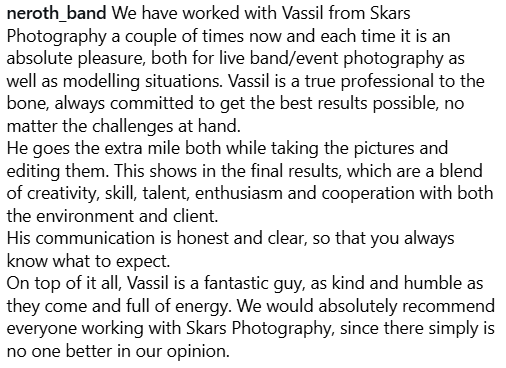 neroth_band We have worked with Vassil from Skars
Photography a couple of times now and each time it is an
absolute pleasure, both for live band/event photography as
well as modelling situations. Vassil is a true professional to the
bone, always committed to get the best results possible, no
matter the challenges at hand.
He goes the extra mile both while taking the pictures and
editing them. This shows in the final results, which are a blend
of creativity, skill, talent, enthusiasm and cooperation with both
the environment and client.
His communication is honest and clear, so that you always
know what to expect.
On top of it all, Vassil is a fantastic guy, as kind and humble as
they come and full of energy. We would absolutely recommend
everyone working with Skars Photography, since there simply is
no one better in our opinion.